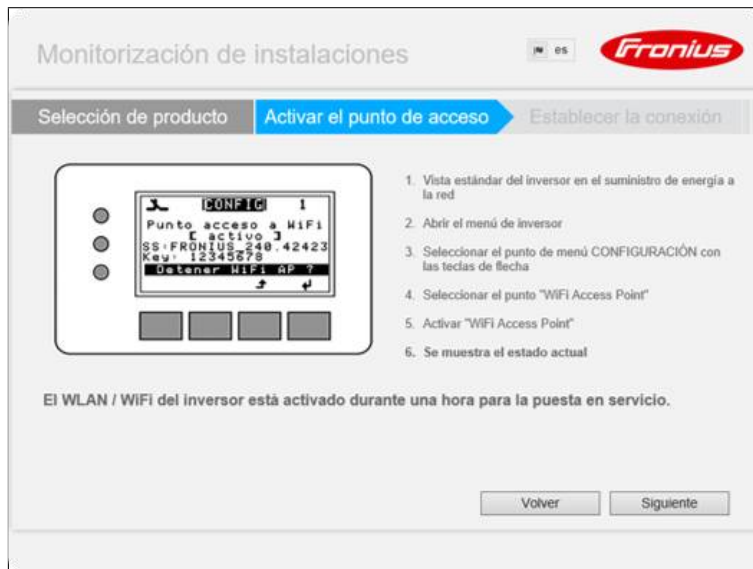 Monitorización de instalaciones
es
Fronius
Selección de producto
Activar el punto de acceso
Establecer la conexión
CONFIG 1
Punto acceso a WiFi
[ activo ]
SS:FRONIUS_240.42423
Key: 12345678
Detener WiFi AP ?
1. Vista estándar del inversor en el suministro de energía a
la red
2. Abrir el menú de inversor
3. Seleccionar el punto de menú CONFIGURACIÓN con
las teclas de flecha
4. Seleccionar el punto "WiFi Access Point"
5. Activar "WiFi Access Point"
6. Se muestra el estado actual
El WLAN / WiFi del inversor está activado durante una hora para la puesta en servicio.
Volver
Siguiente